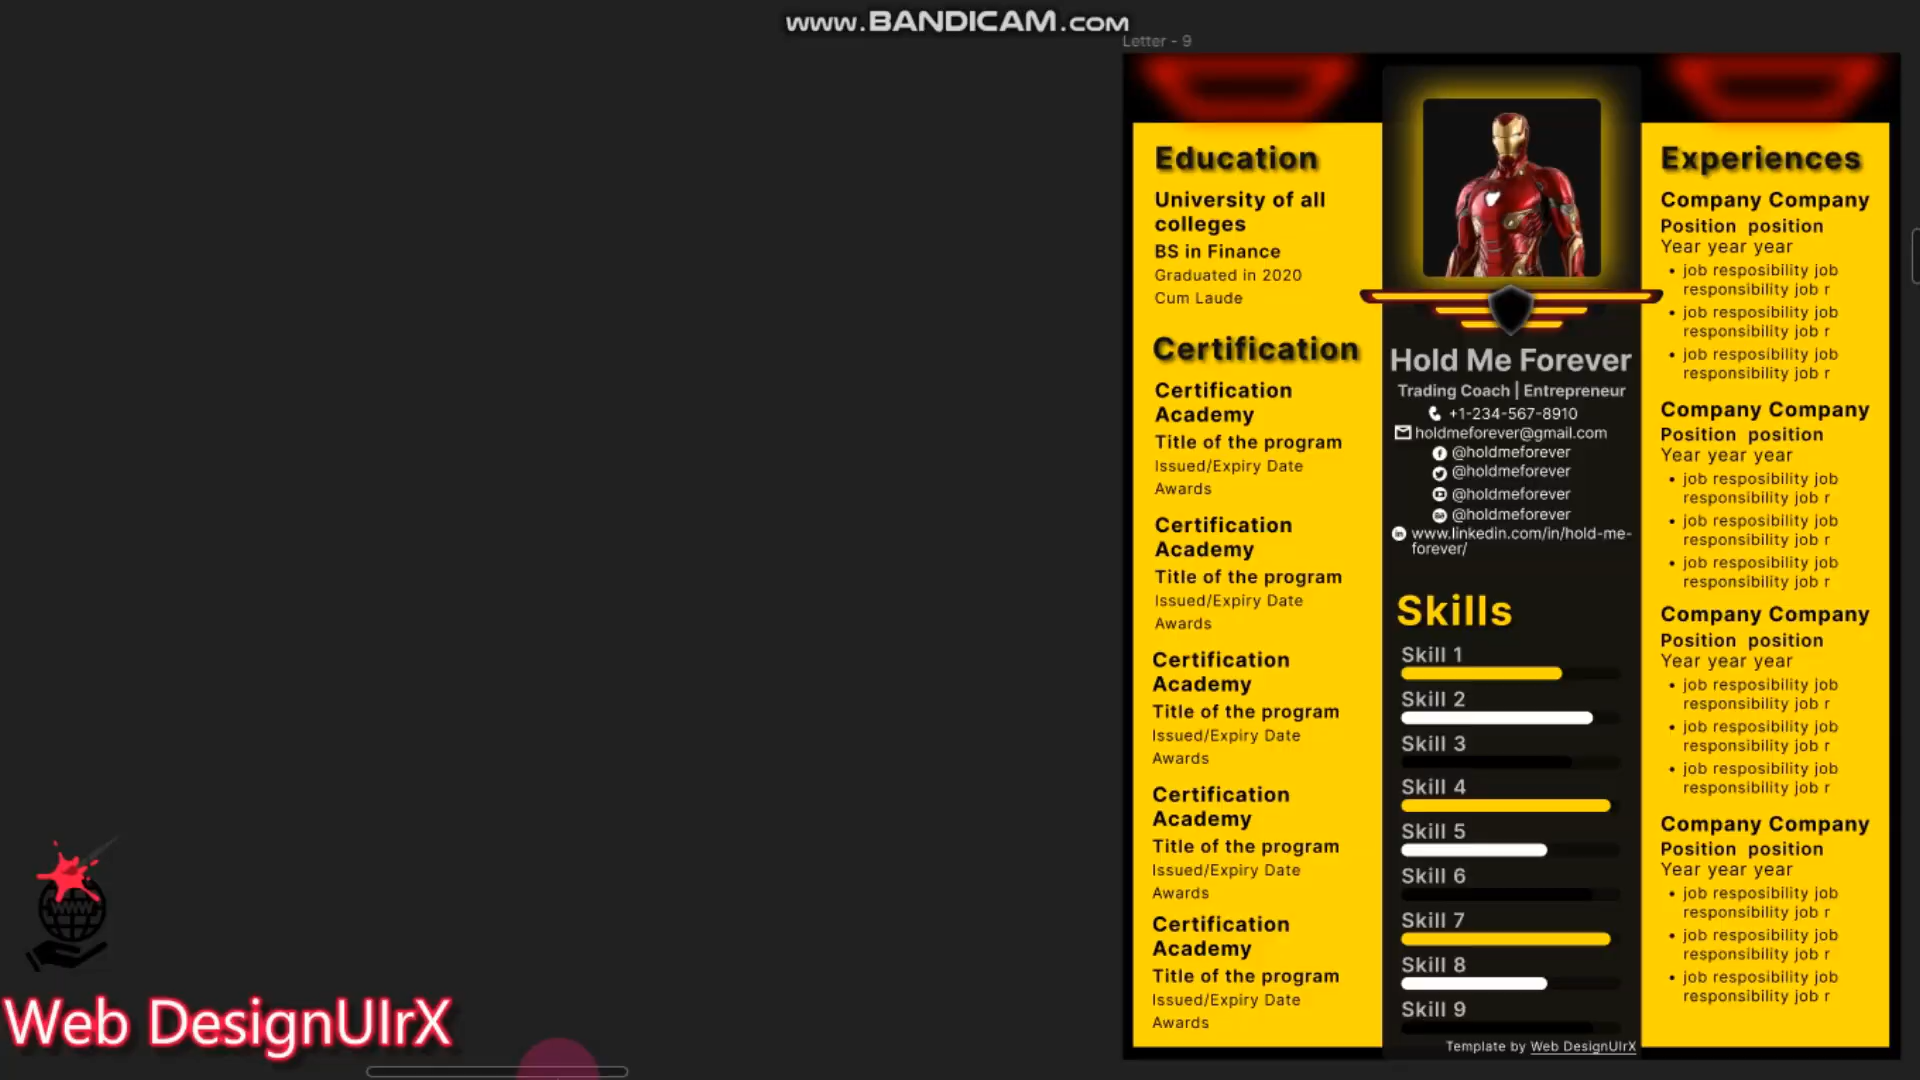 www.BANDICAM.com
Letter - 9
Education
University of all
colleges
BS in Finance
Graduated in 2020
Cum Laude
Certification
Certification
Academy
Title of the program
Issued/Expiry Date
Awards
Certification
Academy
Title of the program
Issued/Expiry Date
Awards
Certification
Academy
Title of the program
Issued/Expiry Date
Awards
Certification
Academy
Title of the program
Issued/Expiry Date
Awards
Certification
Academy
Title of the program
Issued/Expiry Date
Awards
Hold Me Forever
Trading Coach | Entrepreneur
+1-234-567-8910
holdmeforever@gmail.com
@holdmeforever
@holdmeforever
@holdmeforever
@holdmeforever
www.linkedin.com/in/hold-me-
forever/
Skills
Skill 1
Skill 2
Skill 3
Skill 4
Skill 5
Skill 6
Skill 7
Skill 8
Skill 9
Template by Web DesignUIrX
Experiences
Company Company
Position position
Year year year
• job resposibility job
responsibility job r
• job resposibility job
responsibility job r
• job resposibility job
responsibility job r
Company Company
Position position
Year year year
• job resposibility job
responsibility job r
• job resposibility job
responsibility job r
• job resposibility job
responsibility job r
Company Company
Position position
Year year year
• job resposibility job
responsibility job r
• job resposibility job
responsibility job r
• job resposibility job
responsibility job r
Company Company
Position position
Year year year
• job resposibility job
responsibility job r
• job resposibility job
responsibility job r
• job resposibility job
responsibility job r
WWW
Web DesignUIrX